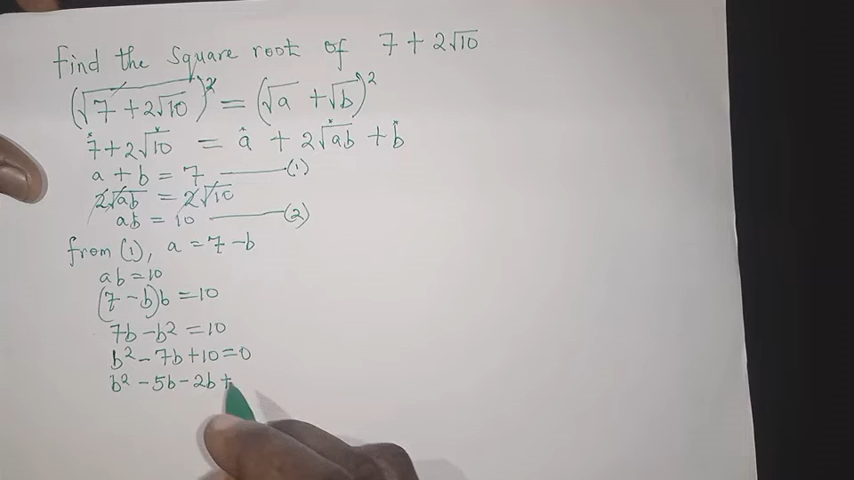 Find the square root of 7 + 2√10
(√(7 + 2√10))² = (√a + √b)²
7 + 2√10 = a + 2√ab + b
a + b = 7 ——— (1)
2√ab = 2√10
ab = 10 ——— (2)
from (1), a = 7 - b
ab = 10
(7 - b)b = 10
7b - b² = 10
b² - 7b + 10 = 0
b² - 5b - 2b +